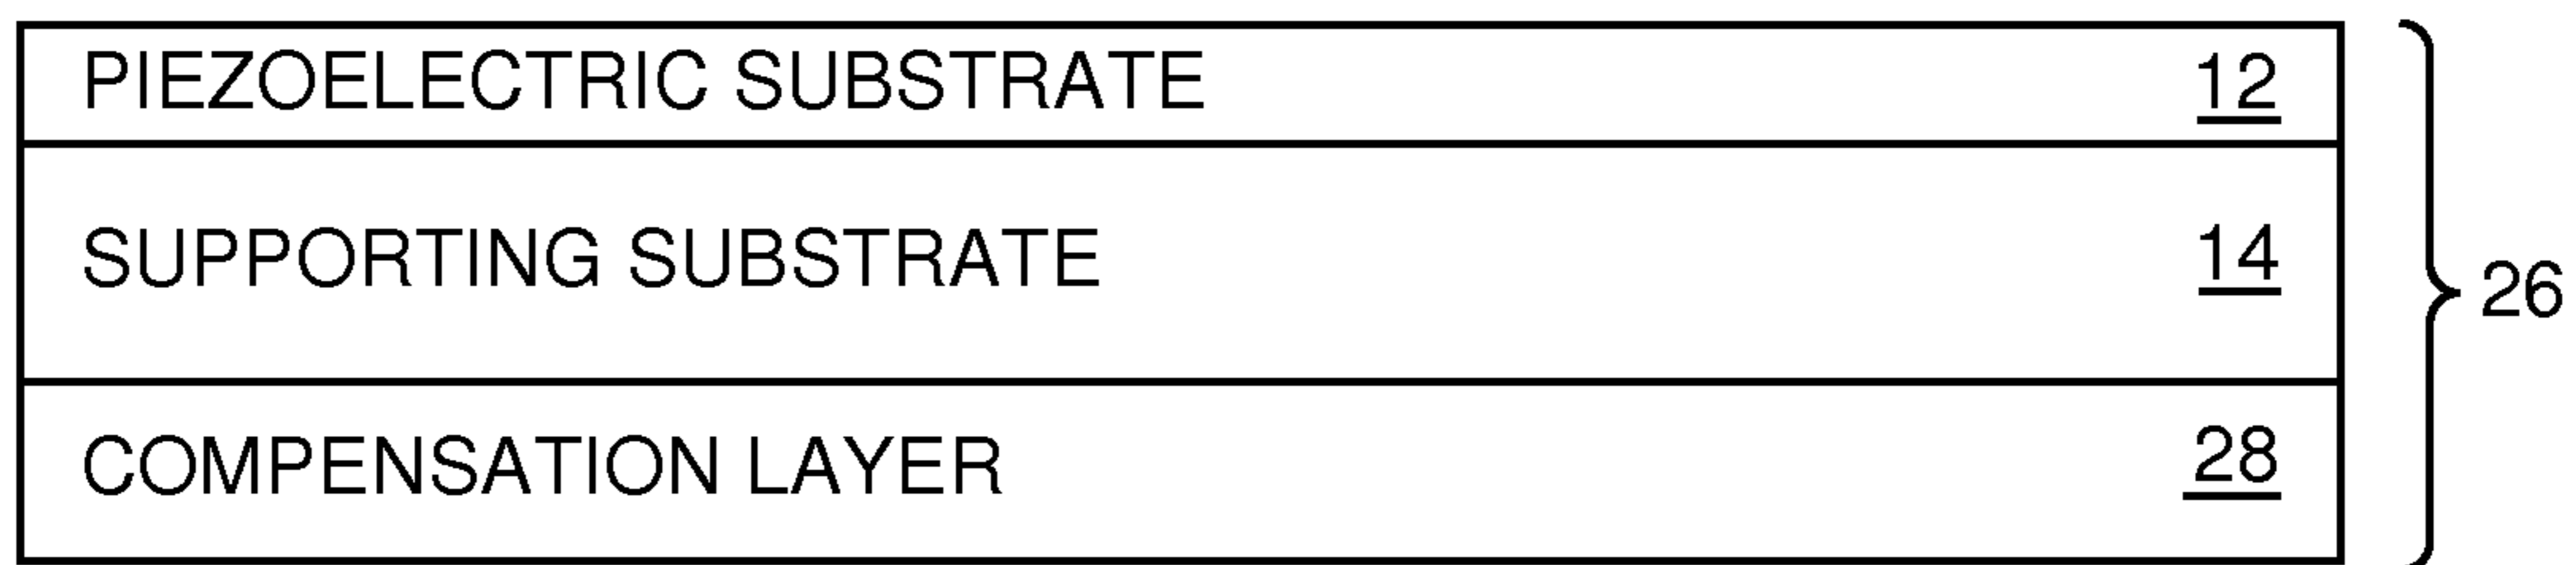 PIEZOELECTRIC SUBSTRATE 12
SUPPORTING SUBSTRATE 14
26
COMPENSATION LAYER 28